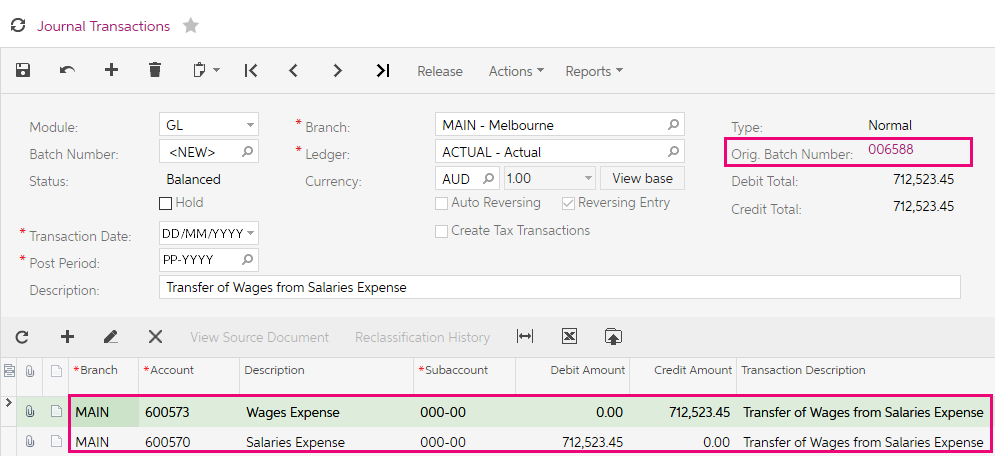 Journal Transactions
Release Actions Reports
Module: GL * Branch: MAIN - Melbourne Type: Normal
Batch Number: <NEW> * Ledger: ACTUAL - Actual Orig. Batch Number: 006588
Status: Balanced Currency: AUD 1.00 View base Debit Total: 712,523.45
Hold Auto Reversing Reversing Entry Credit Total: 712,523.45
* Transaction Date: DD/MM/YYYY Create Tax Transactions
* Post Period: PP-YYYY
Description: Transfer of Wages from Salaries Expense
View Source Document Reclassification History
*Branch *Account Description *Subaccount Debit Amount Credit Amount Transaction Description
MAIN 600573 Wages Expense 000-00 0.00 712,523.45 Transfer of Wages from Salaries Expense
MAIN 600570 Salaries Expense 000-00 712,523.45 0.00 Transfer of Wages from Salaries Expense